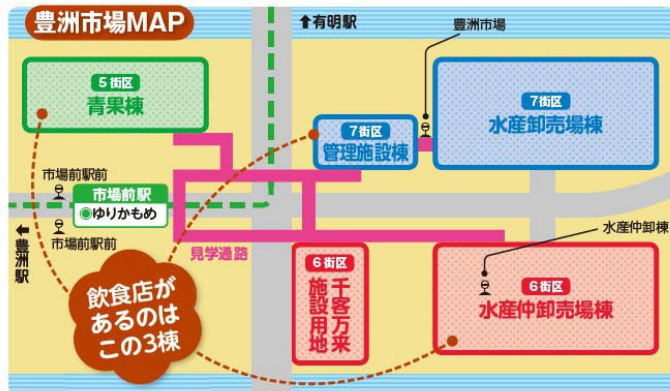 豊洲市場MAP
↑有明駅
豊洲市場
5街区
青果棟
7街区
管理施設棟
7街区
水産卸売場棟
市場前駅前
市場前駅
ゆりかもめ
市場前駅前
←豊洲駅
見学通路
水産仲卸棟
6街区
千客万来
施設用地
6街区
水産仲卸売場棟
飲食店が
あるのは
この3棟